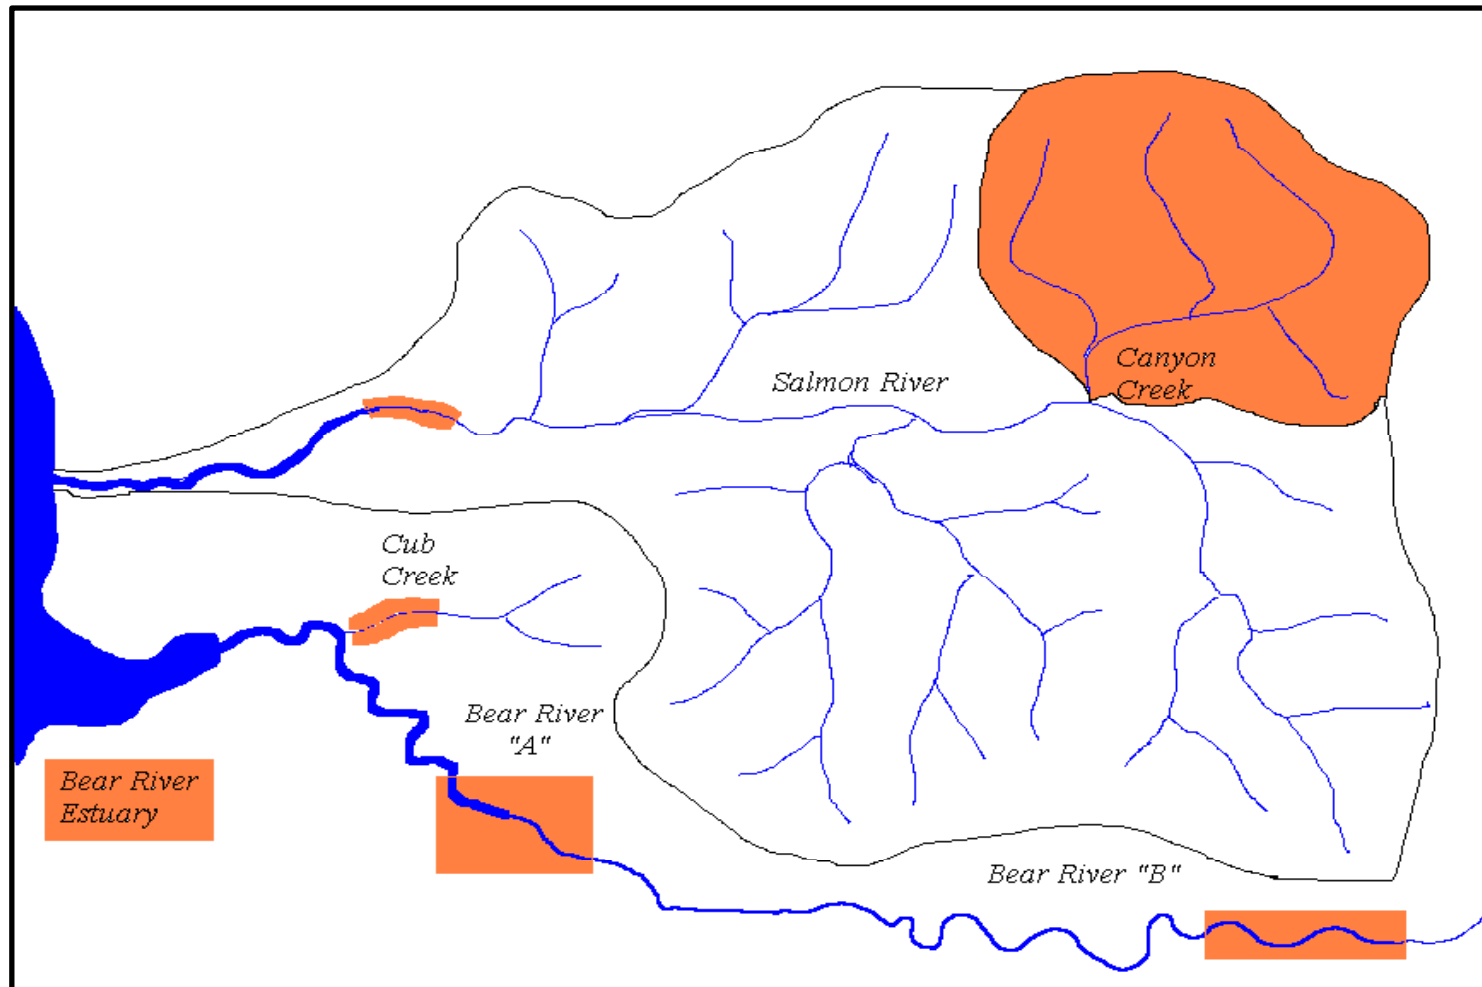 Salmon River
Canyon
Creek
Cub
Creek
Bear River
"A"
Bear River
Estuary
Bear River "B"